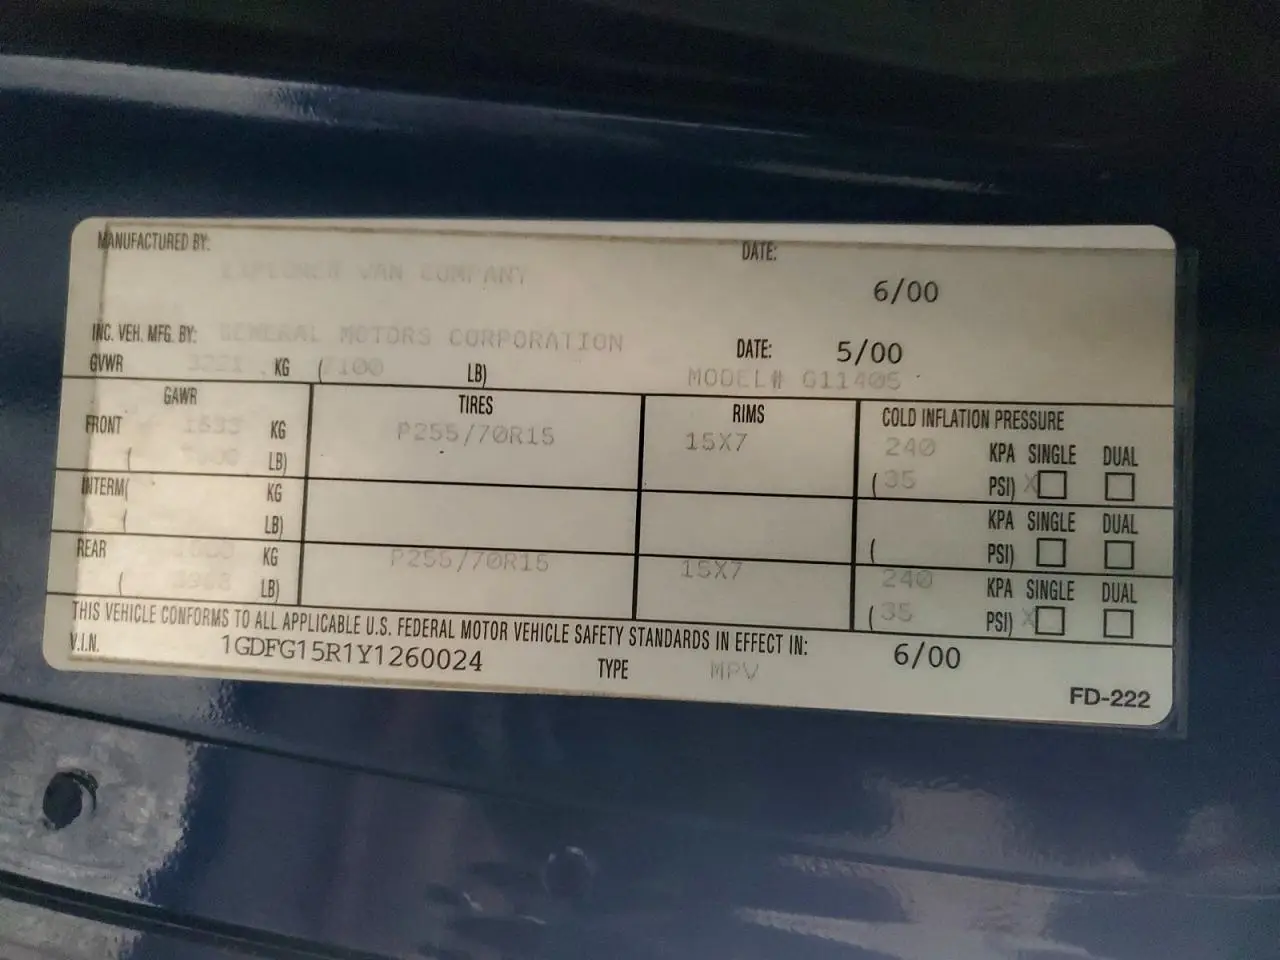 MANUFACTURED BY: DATE:
EXPLORER VAN COMPANY 6/00
INC. VEH. MFG. BY: GENERAL MOTORS CORPORATION DATE: 5/00
GVWR KG ( 7100 LB) MODEL# G11405
GAWR TIRES RIMS COLD INFLATION PRESSURE
FRONT KG P255/70R15 15X7 240 KPA SINGLE DUAL
( LB) (35 PSI) X
INTERM( KG KPA SINGLE DUAL
( LB) ( PSI)
REAR KG P255/70R15 15X7 240 KPA SINGLE DUAL
( LB) (35 PSI) X
THIS VEHICLE CONFORMS TO ALL APPLICABLE U.S. FEDERAL MOTOR VEHICLE SAFETY STANDARDS IN EFFECT IN: 6/00
V.I.N. 1GDFG15R1Y1260024 TYPE MPV
FD-222